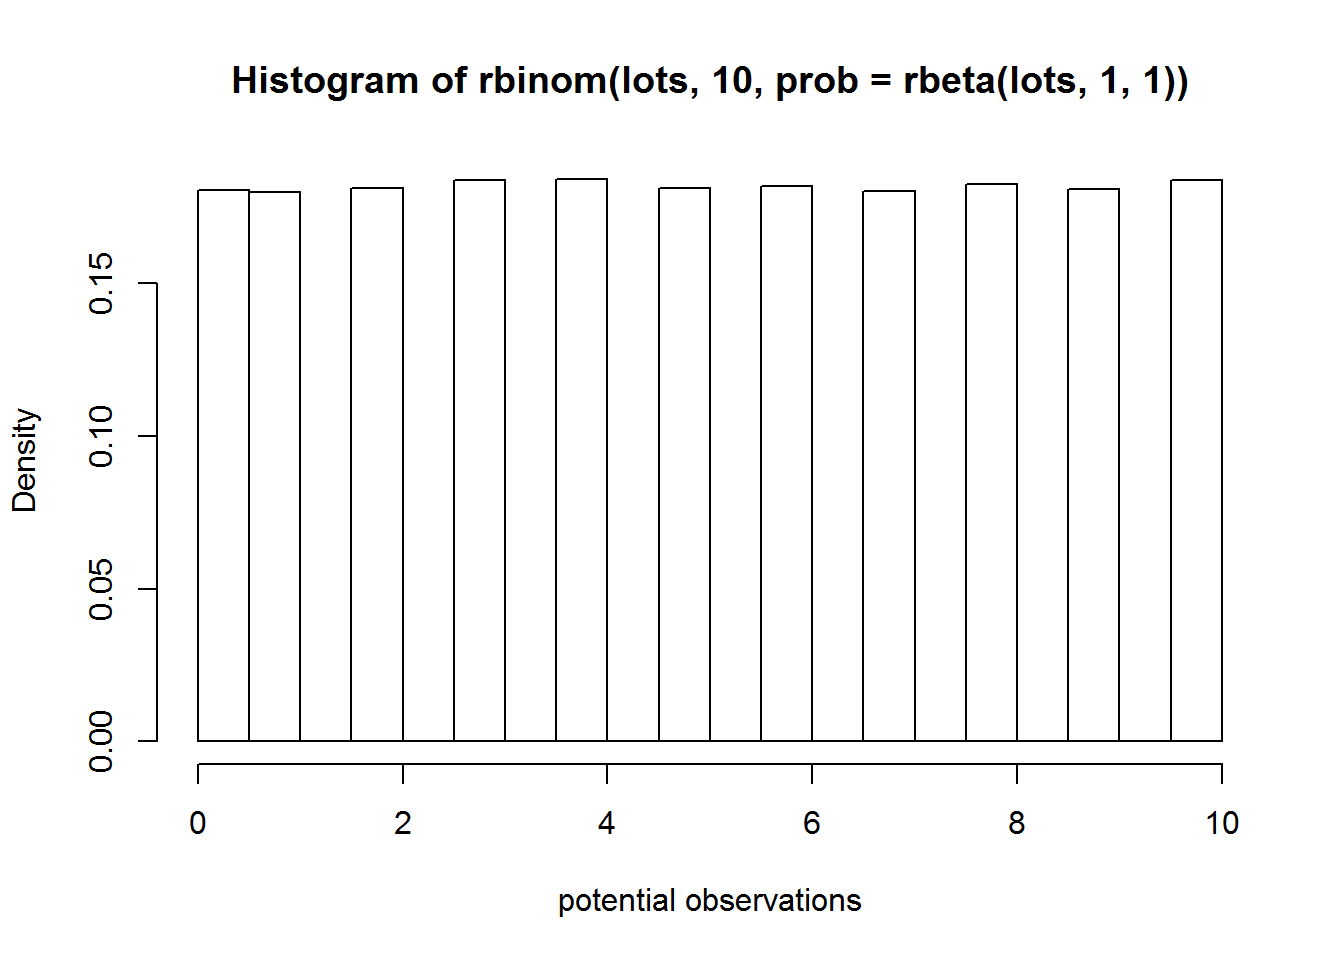 Histogram of rbinom(lots, 10, prob = rbeta(lots, 1, 1))
Density
0.15
0.10
0.05
0.00
0 2 4 6 8 10
potential observations